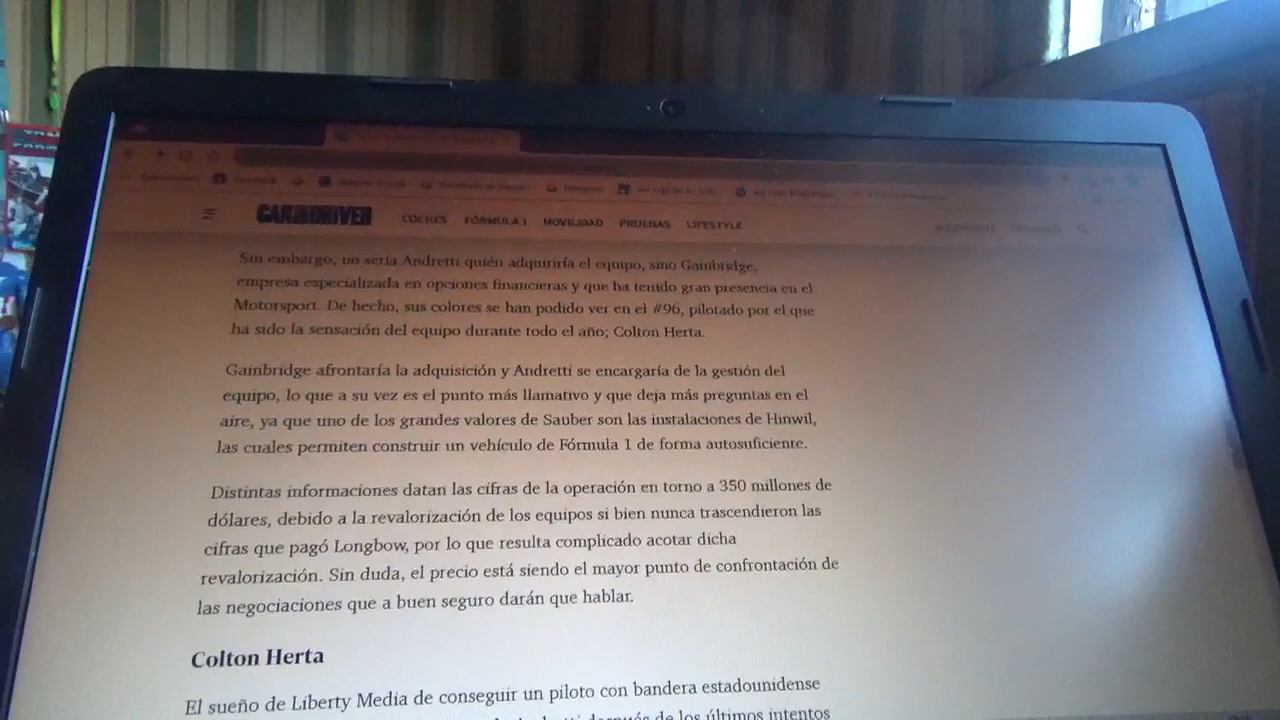 CAR AND DRIVER
COCHES FÓRMULA 1 MOVILIDAD PRUEBAS LIFESTYLE
Sin embargo, no sería Andretti quién adquiriría el equipo, sino Gainbridge,
empresa especializada en opciones financieras y que ha tenido gran presencia en el
Motorsport. De hecho, sus colores se han podido ver en el #96, pilotado por el que
ha sido la sensación del equipo durante todo el año; Colton Herta.
Gainbridge afrontaría la adquisición y Andretti se encargaría de la gestión del
equipo, lo que a su vez es el punto más llamativo y que deja más preguntas en el
aire, ya que uno de los grandes valores de Sauber son las instalaciones de Hinwil,
las cuales permiten construir un vehículo de Fórmula 1 de forma autosuficiente.
Distintas informaciones datan las cifras de la operación en torno a 350 millones de
dólares, debido a la revalorización de los equipos si bien nunca trascendieron las
cifras que pagó Longbow, por lo que resulta complicado acotar dicha
revalorización. Sin duda, el precio está siendo el mayor punto de confrontación de
las negociaciones que a buen seguro darán que hablar.
Colton Herta
El sueño de Liberty Media de conseguir un piloto con bandera estadounidense
después de los últimos intentos